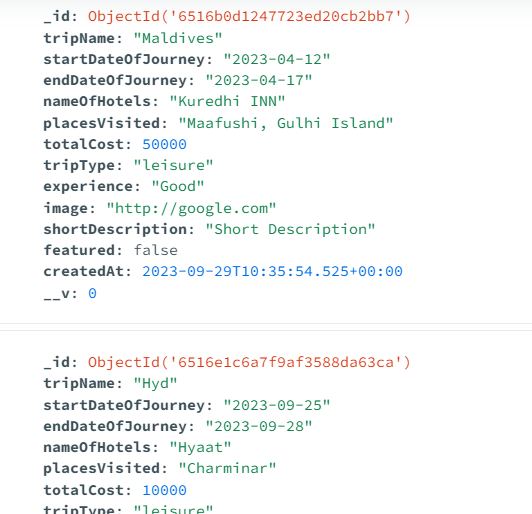 _id: ObjectId('6516b0d1247723ed20cb2bb7')
tripName: "Maldives"
startDateOfJourney: "2023-04-12"
endDateOfJourney: "2023-04-17"
nameOfHotels: "Kuredhi INN"
placesVisited: "Maafushi, Gulhi Island"
totalCost: 50000
tripType: "leisure"
experience: "Good"
image: "http://google.com"
shortDescription: "Short Description"
featured: false
createdAt: 2023-09-29T10:35:54.525+00:00
__v: 0
_id: ObjectId('6516e1c6a7f9af3588da63ca')
tripName: "Hyd"
startDateOfJourney: "2023-09-25"
endDateOfJourney: "2023-09-28"
nameOfHotels: "Hyaat"
placesVisited: "Charminar"
totalCost: 10000
tripType: "leisure"